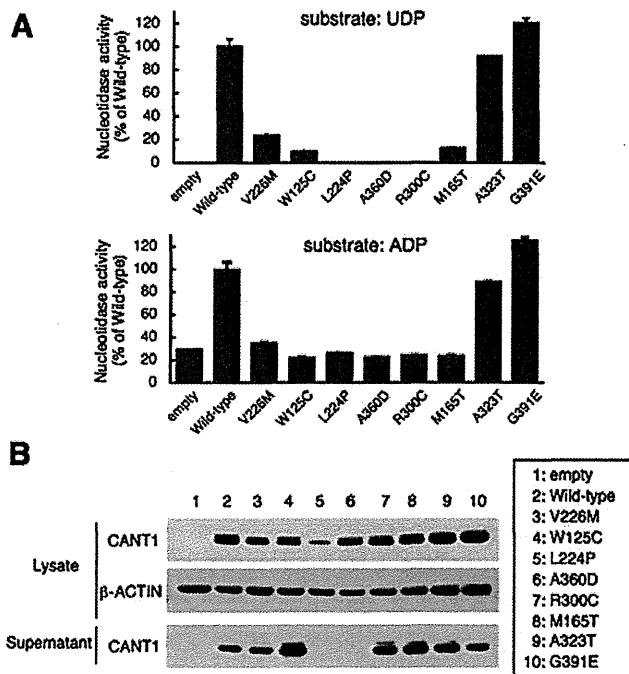 A
substrate: UDP
Nucleotidase activity
(% of Wild-type)
120
100
80
60
40
20
0
empty
Wild-type
V226M
W125C
L224P
A360D
R300C
M165T
A323T
G391E
substrate: ADP
Nucleotidase activity
(% of Wild-type)
120
100
80
60
40
20
0
empty
Wild-type
V226M
W125C
L224P
A360D
R300C
M165T
A323T
G391E
B
1 2 3 4 5 6 7 8 9 10
Lysate
CANT1
β-ACTIN
Supernatant
CANT1
1: empty
2: Wild-type
3: V226M
4: W125C
5: L224P
6: A360D
7: R300C
8: M165T
9: A323T
10: G391E